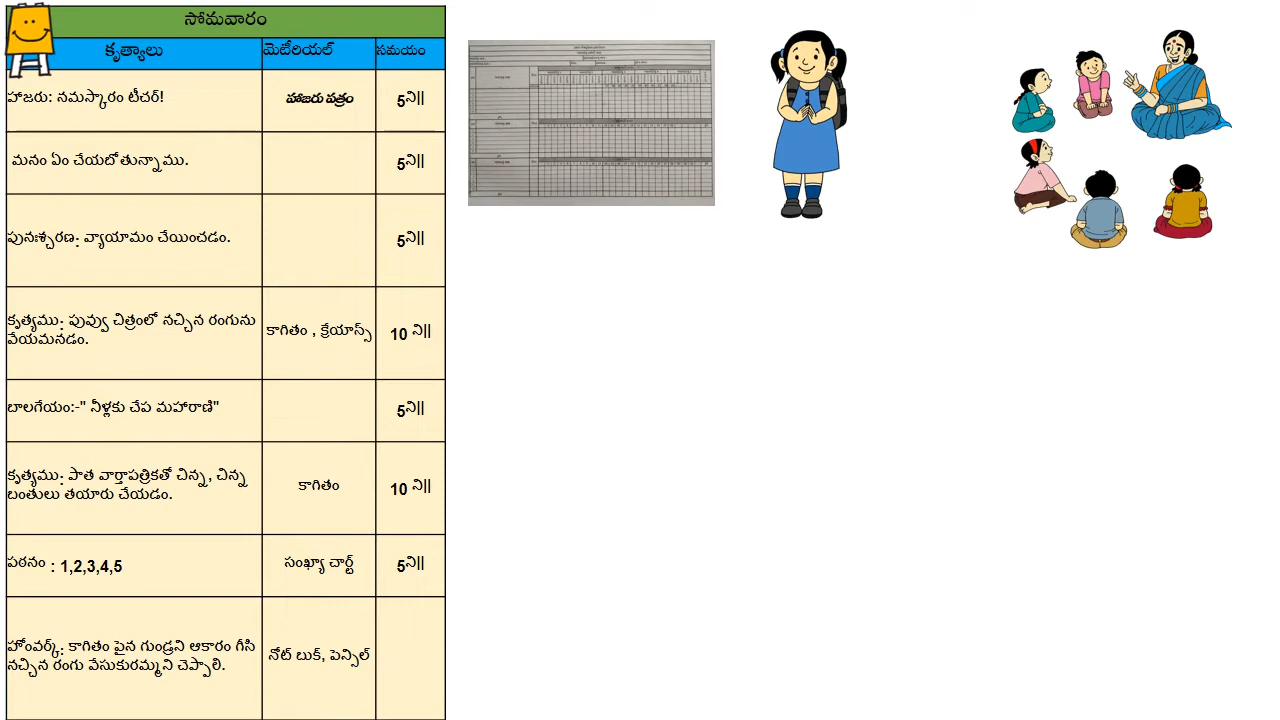 సోమవారం
కృత్యాలు మెటీరియల్ సమయం
హాజరు: నమస్కారం టీచర్! హాజరు పత్రం 5ని||
మనం ఏం చేయబోతున్నాము. 5ని||
పునఃశ్చరణ: వ్యాయామం చేయించడం. 5ని||
కృత్యము: పువ్వు చిత్రంలో నచ్చిన రంగును
వేయమనడం.
కాగితం , క్రేయాన్స్ 10 ని||
బాలగేయం:-" నీళ్లకు చేప మహారాణి" 5ని||
కృత్యము: పాత వార్తాపత్రికతో చిన్న, చిన్న
బంతులు తయారు చేయడం.
కాగితం 10 ని||
పఠనం : 1,2,3,4,5 సంఖ్యా చార్ట్ 5ని||
హోంవర్క్: కాగితం పైన గుండ్రని ఆకారం గీసి
నచ్చిన రంగు వేసుకురమ్మని చెప్పాలి.
నోట్ బుక్, పెన్సిల్